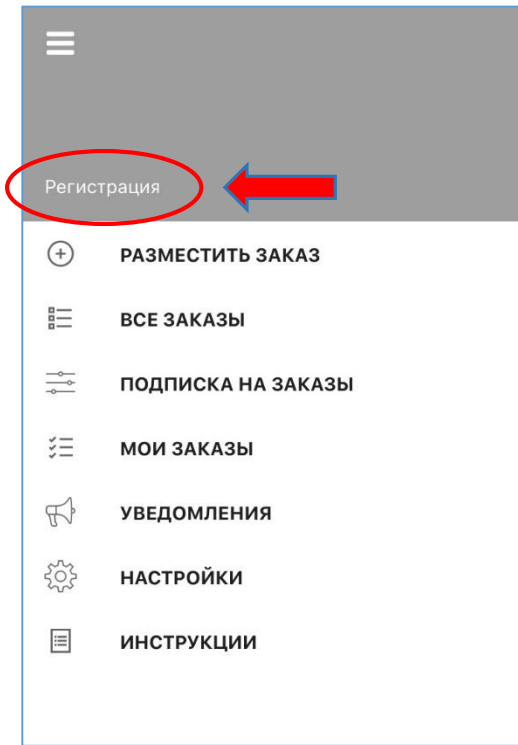 Регистрация
РАЗМЕСТИТЬ ЗАКАЗ
ВСЕ ЗАКАЗЫ
ПОДПИСКА НА ЗАКАЗЫ
МОИ ЗАКАЗЫ
УВЕДОМЛЕНИЯ
НАСТРОЙКИ
ИНСТРУКЦИИ